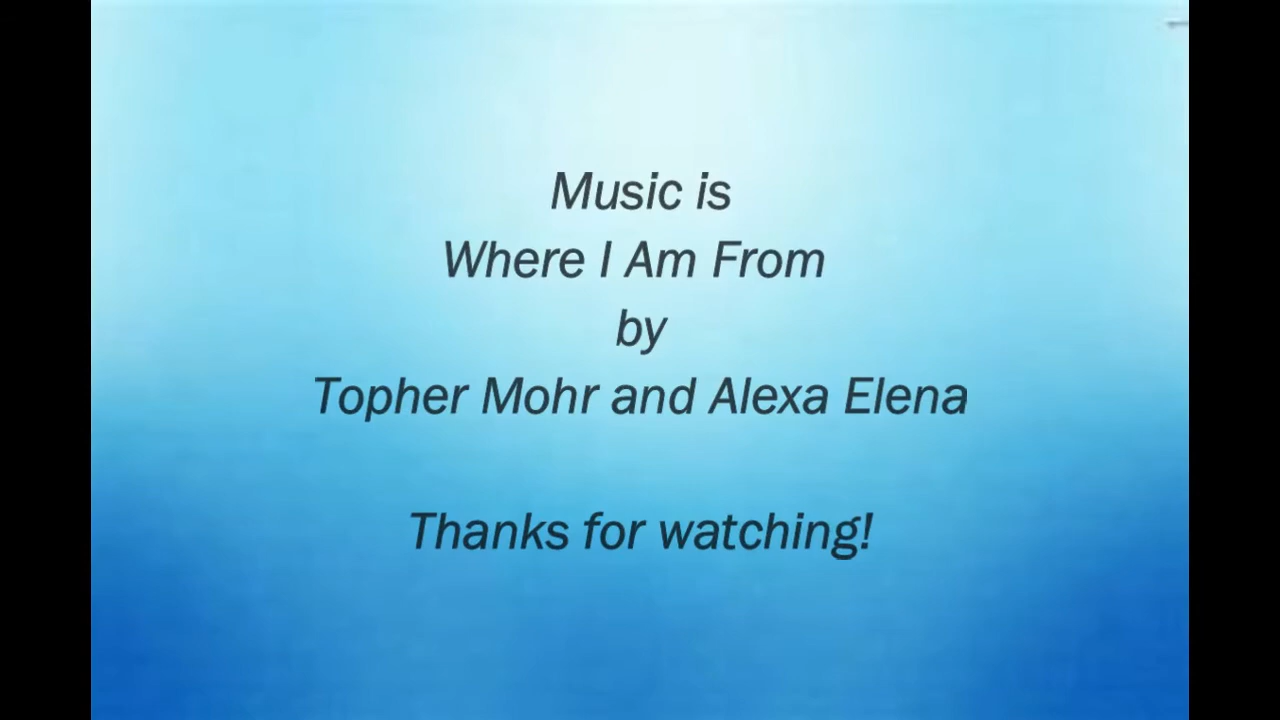 Music is
Where I Am From
by
Topher Mohr and Alexa Elena
Thanks for watching!